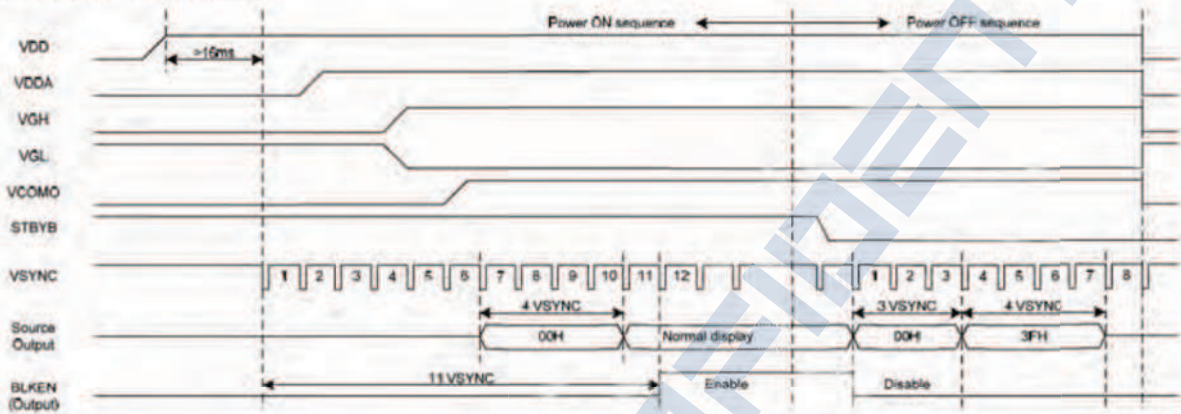 Power ON sequence Power OFF sequence
VDD
>16ms
VDDA
VGH
VGL
VCOMO
STBYB
VSYNC 1 2 3 4 5 6 7 8 9 10 11 12 1 2 3 4 5 6 7 8
4 VSYNC 3 VSYNC 4 VSYNC
Source
Output
00H Normal display 00H 3FH
11 VSYNC
BLKEN
(Output)
Enable Disable